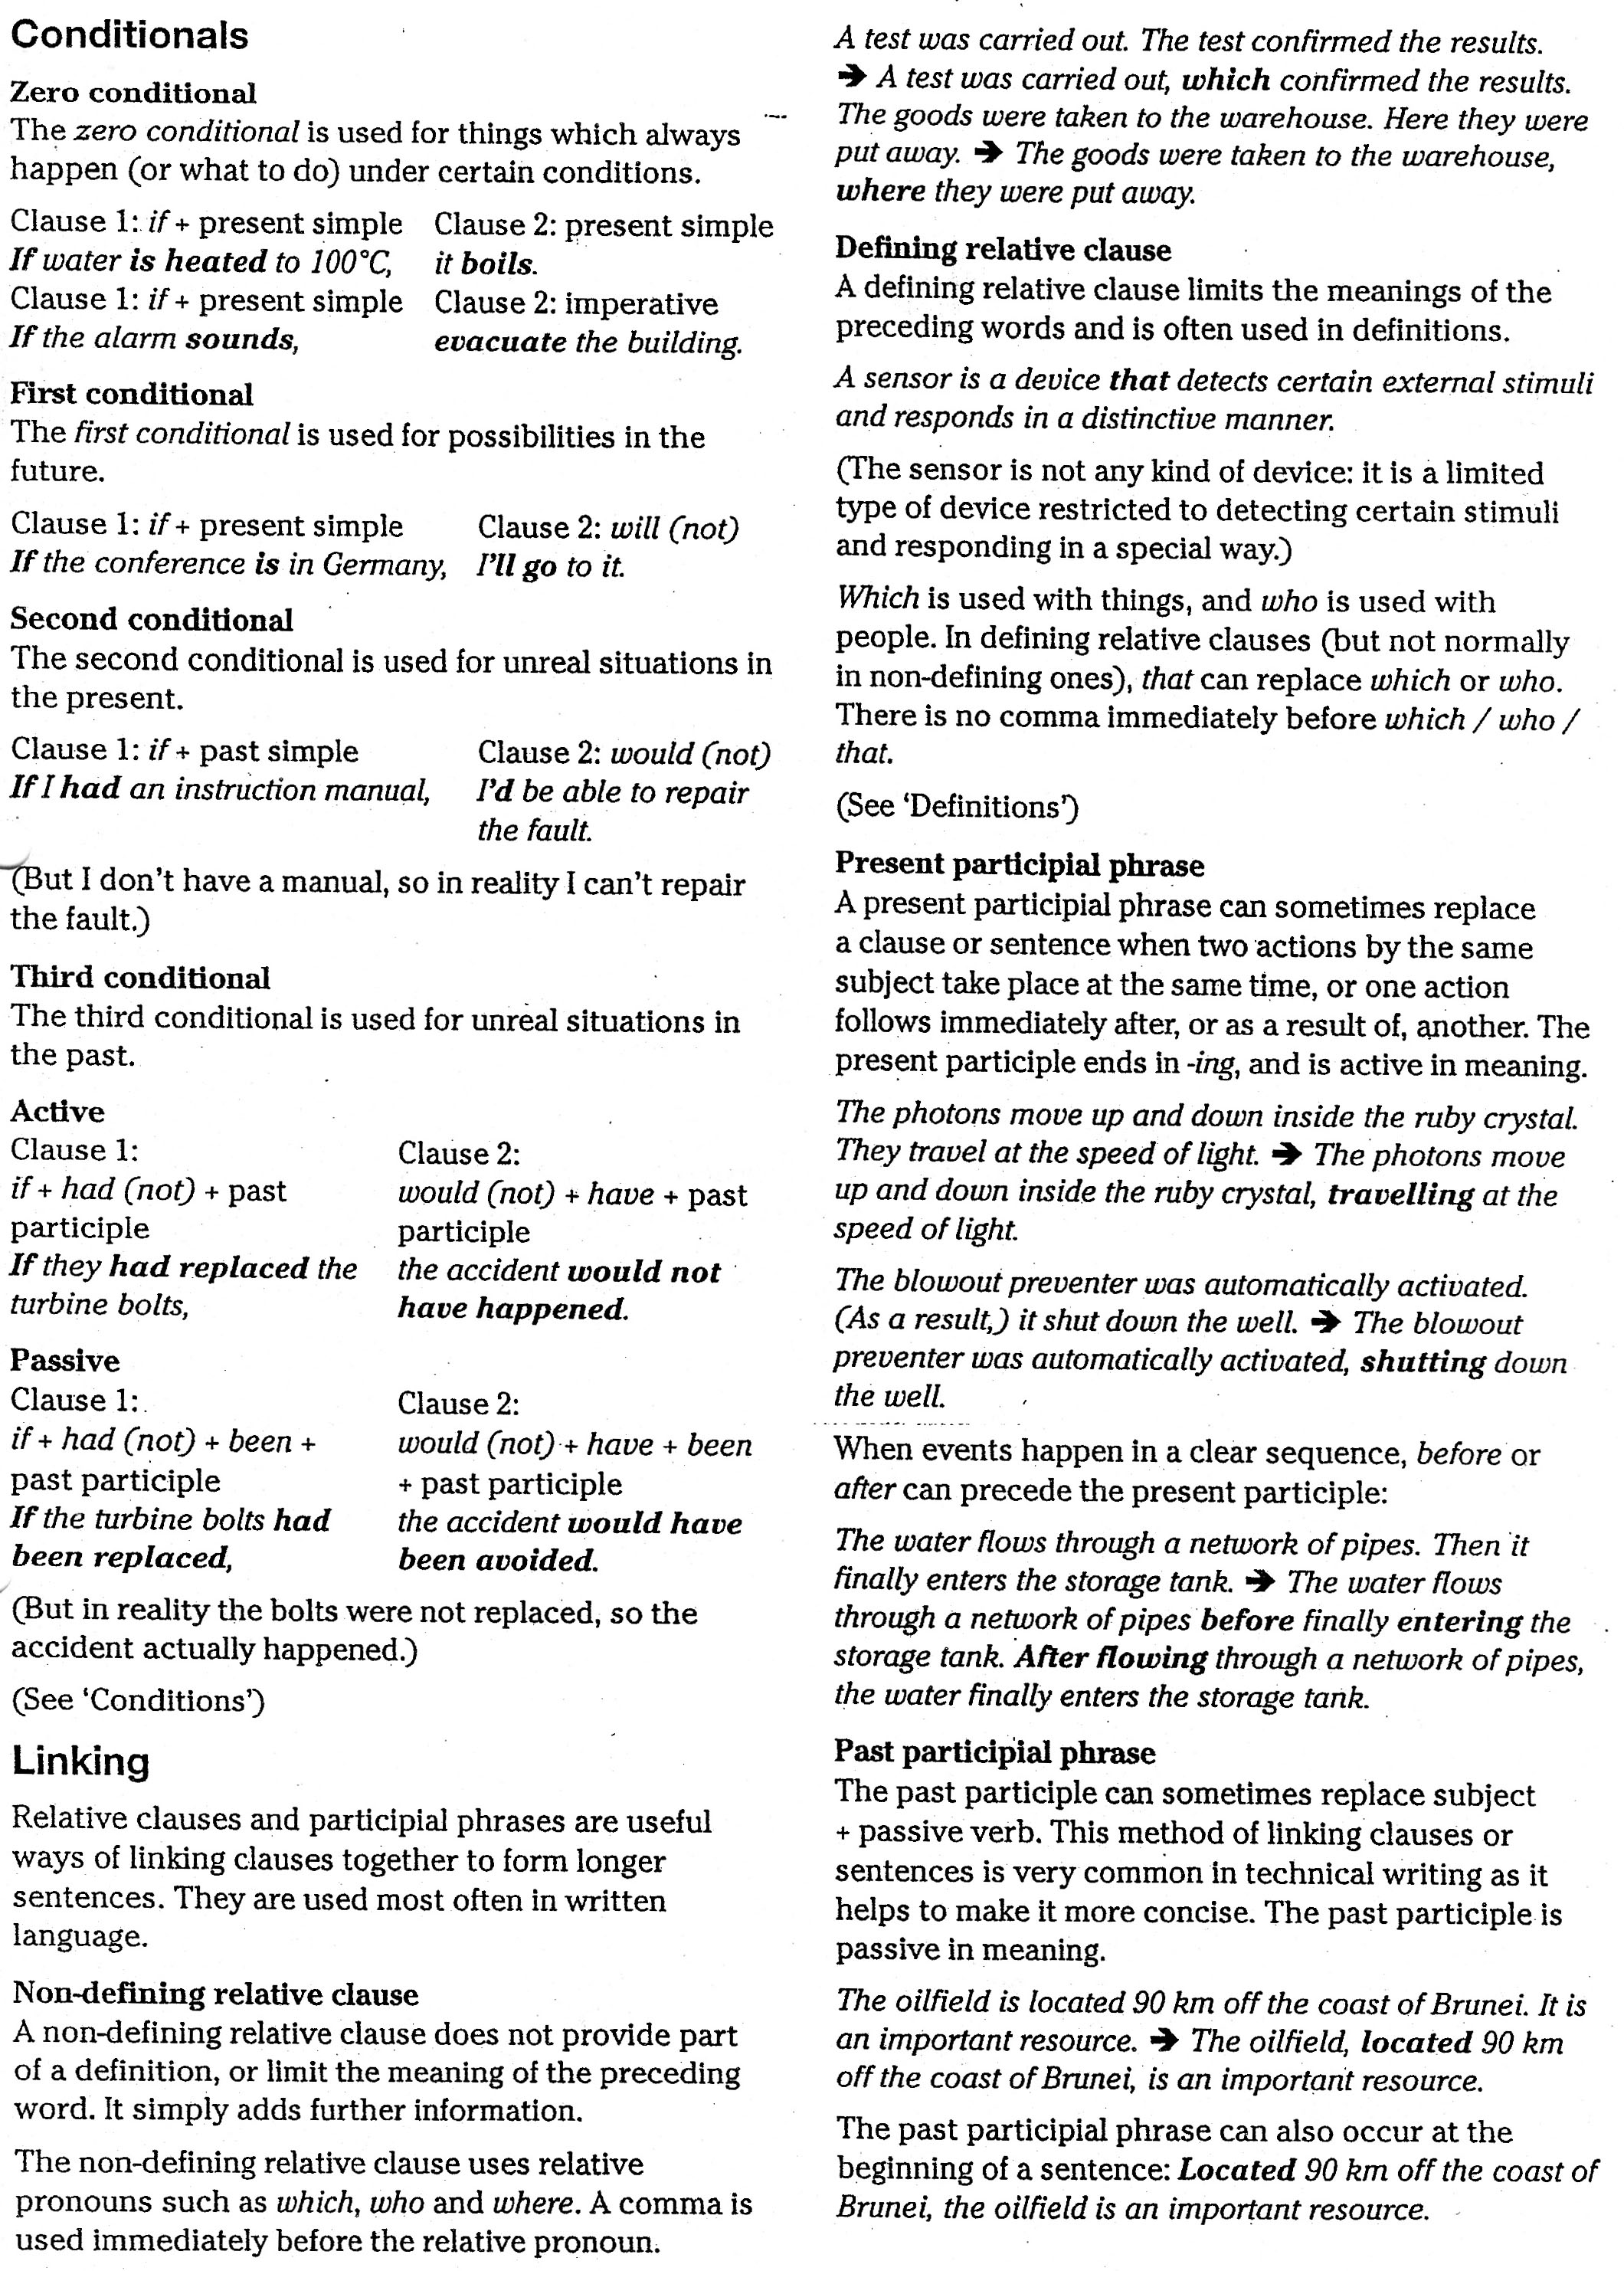 Conditionals
Zero conditional
The zero conditional is used for things which always
happen (or what to do) under certain conditions.
Clause 1: if + present simple Clause 2: present simple
If water is heated to 100°C, it boils.
Clause 1: if + present simple Clause 2: imperative
If the alarm sounds, evacuate the building.
First conditional
The first conditional is used for possibilities in the
future.
Clause 1: if + present simple Clause 2: will (not)
If the conference is in Germany, I'll go to it.
Second conditional
The second conditional is used for unreal situations in
the present.
Clause 1: if + past simple Clause 2: would (not)
If I had an instruction manual, I'd be able to repair
the fault.
(But I don't have a manual, so in reality I can't repair
the fault.)
Third conditional
The third conditional is used for unreal situations in
the past.
Active
Clause 1:
if + had (not) + past
participle
If they had replaced the
turbine bolts,
Clause 2:
would (not) + have + past
participle
the accident would not
have happened.
Passive
Clause 1:
if + had (not) + been +
past participle
If the turbine bolts had
been replaced,
Clause 2:
would (not) + have + been
+ past participle
the accident would have
been avoided.
(But in reality the bolts were not replaced, so the
accident actually happened.)
(See 'Conditions')
Linking
Relative clauses and participial phrases are useful
ways of linking clauses together to form longer
sentences. They are used most often in written
language.
Non-defining relative clause
A non-defining relative clause does not provide part
of a definition, or limit the meaning of the preceding
word. It simply adds further information.
The non-defining relative clause uses relative
pronouns such as which, who and where. A comma is
used immediately before the relative pronoun.
A test was carried out. The test confirmed the results.
➔ A test was carried out, which confirmed the results.
The goods were taken to the warehouse. Here they were
put away. ➔ The goods were taken to the warehouse,
where they were put away.
Defining relative clause
A defining relative clause limits the meanings of the
preceding words and is often used in definitions.
A sensor is a device that detects certain external stimuli
and responds in a distinctive manner.
(The sensor is not any kind of device: it is a limited
type of device restricted to detecting certain stimuli
and responding in a special way.)
Which is used with things, and who is used with
people. In defining relative clauses (but not normally
in non-defining ones), that can replace which or who.
There is no comma immediately before which / who /
that.
(See 'Definitions')
Present participial phrase
A present participial phrase can sometimes replace
a clause or sentence when two actions by the same
subject take place at the same time, or one action
follows immediately after, or as a result of, another. The
present participle ends in -ing, and is active in meaning.
The photons move up and down inside the ruby crystal.
They travel at the speed of light. ➔ The photons move
up and down inside the ruby crystal, travelling at the
speed of light.
The blowout preventer was automatically activated.
(As a result,) it shut down the well. ➔ The blowout
preventer was automatically activated, shutting down
the well.
When events happen in a clear sequence, before or
after can precede the present participle:
The water flows through a network of pipes. Then it
finally enters the storage tank. ➔ The water flows
through a network of pipes before finally entering the
storage tank. After flowing through a network of pipes,
the water finally enters the storage tank.
Past participial phrase
The past participle can sometimes replace subject
+ passive verb. This method of linking clauses or
sentences is very common in technical writing as it
helps to make it more concise. The past participle is
passive in meaning.
The oilfield is located 90 km off the coast of Brunei. It is
an important resource. ➔ The oilfield, located 90 km
off the coast of Brunei, is an important resource.
The past participial phrase can also occur at the
beginning of a sentence: Located 90 km off the coast of
Brunei, the oilfield is an important resource.